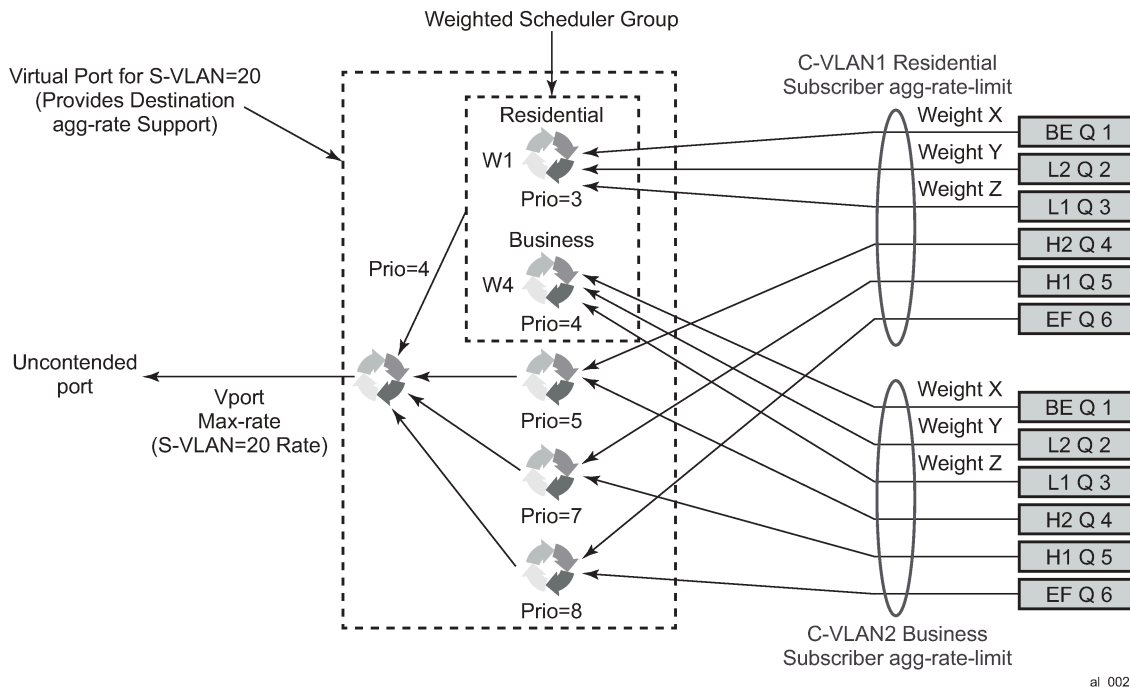 Weighted Scheduler Group
Virtual Port for S-VLAN=20
(Provides Destination
agg-rate Support)
C-VLAN1 Residential
Subscriber agg-rate-limit
Residential
W1
Prio=3
Business
W4
Prio=4
Prio=4
Weight X
BE Q 1
Weight Y
L2 Q 2
Weight Z
L1 Q 3
H2 Q 4
H1 Q 5
EF Q 6
Uncontended
port
Vport
Max-rate
(S-VLAN=20 Rate)
Prio=5
Prio=7
Prio=8
Weight X
BE Q 1
Weight Y
L2 Q 2
Weight Z
L1 Q 3
H2 Q 4
H1 Q 5
EF Q 6
C-VLAN2 Business
Subscriber agg-rate-limit
al_002